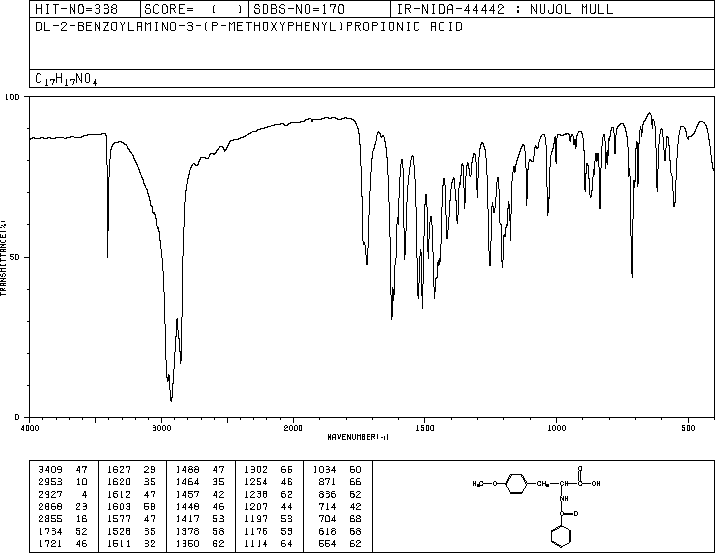 HIT-NO=338 SCORE= ( ) SDBS-NO=170 IR-NIDA-44442 : NUJOL MULL
DL-2-BENZOYLAMINO-3-(P-METHOXYPHENYL)PROPIONIC ACID
C17H17NO4
100
TRANSMITTANCE(%)
50
0
4000 3000 2000 1500 1000 500
WAVENUMBER(-1)
3409 47 1627 29 1488 47 1302 66 1034 60
2953 10 1620 35 1464 35 1254 46 871 66
2927 4 1612 47 1457 42 1238 62 836 62
2868 29 1603 58 1448 46 1207 44 714 42
2855 16 1577 47 1417 53 1197 53 704 68
1734 52 1528 35 1378 58 1176 53 618 68
1721 46 1511 32 1350 62 1114 64 554 62
O
H3C-O CH2 CH C OH
NH
C=O